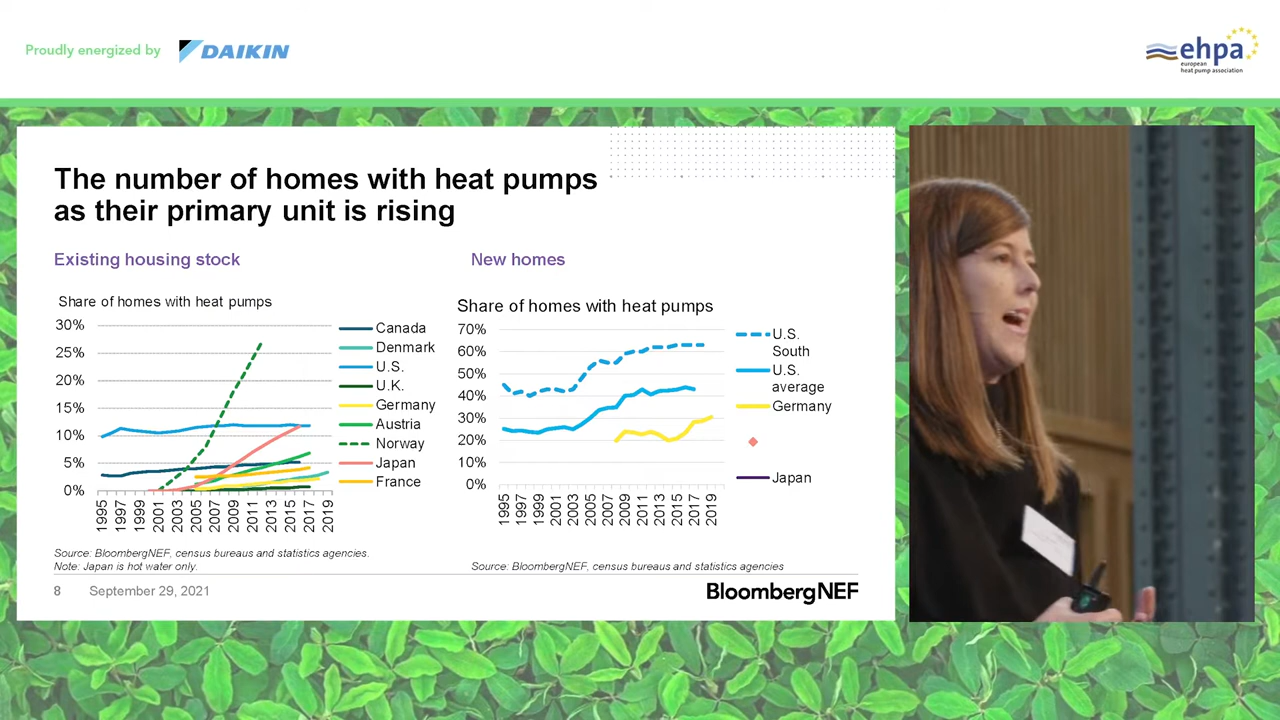 Proudly energized by
DAIKIN
ehpa
european
heat pump association
The number of homes with heat pumps
as their primary unit is rising
Existing housing stock
Share of homes with heat pumps
30%
25%
20%
15%
10%
5%
0%
1995
1997
1999
2001
2003
2005
2007
2009
2011
2013
2015
2017
2019
Canada
Denmark
U.S.
U.K.
Germany
Austria
Norway
Japan
France
Source: BloombergNEF, census bureaus and statistics agencies.
Note: Japan is hot water only.
New homes
Share of homes with heat pumps
70%
60%
50%
40%
30%
20%
10%
0%
1995
1997
1999
2001
2003
2005
2007
2009
2011
2013
2015
2017
2019
U.S.
South
U.S.
average
Germany
Japan
Source: BloombergNEF, census bureaus and statistics agencies
8 September 29, 2021
BloombergNEF